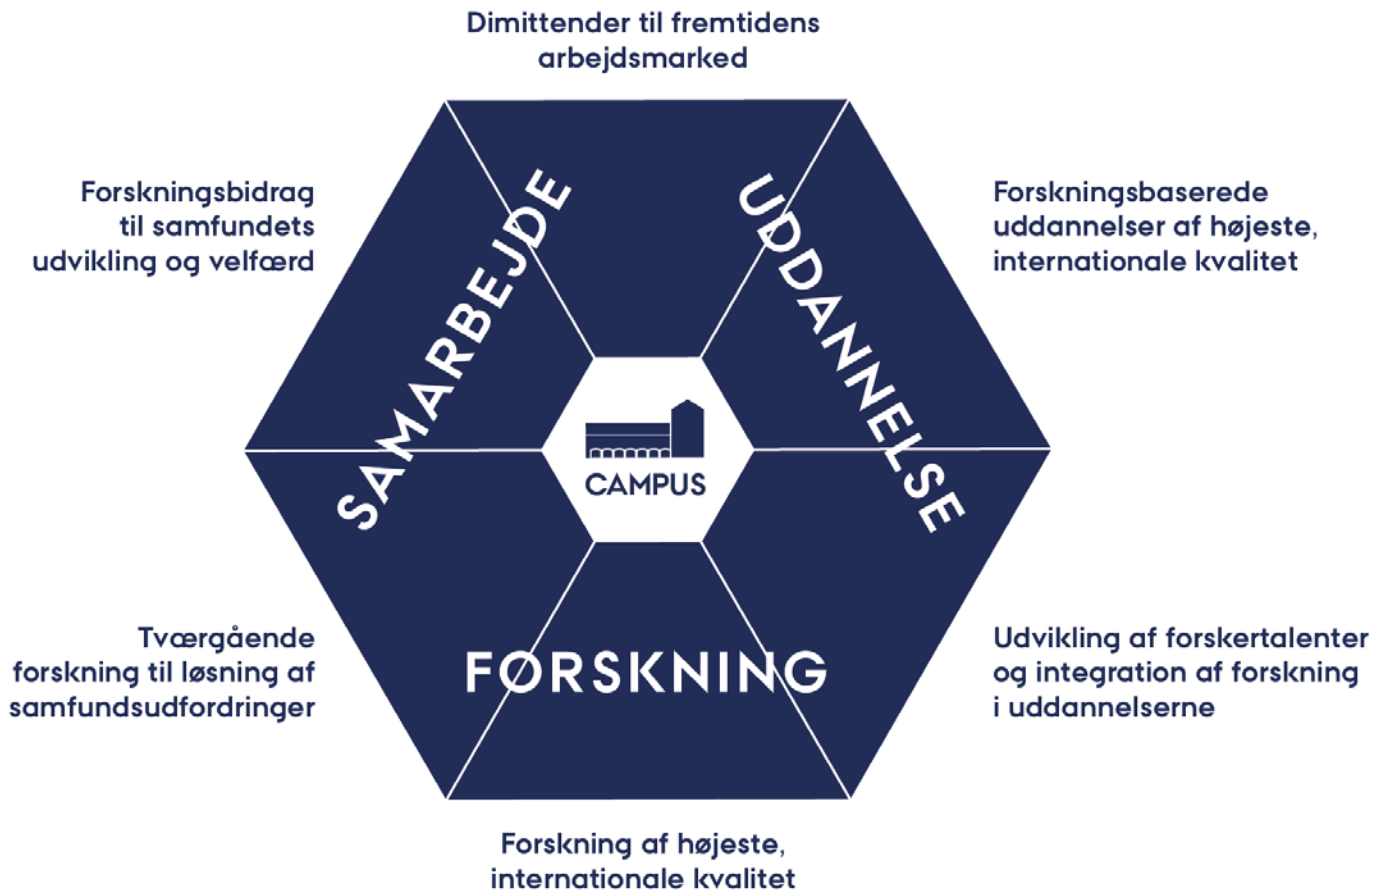 Dimittender til fremtidens
arbejdsmarked
Forskningsbidrag
til samfundets
udvikling og velfærd
Forskningsbaserede
uddannelser af højeste,
internationale kvalitet
SAMARBEJDE
UDDANNELSE
CAMPUS
FORSKNING
Tværgående
forskning til løsning af
samfundsudfordringer
Udvikling af forskertalenter
og integration af forskning
i uddannelserne
Forskning af højeste,
internationale kvalitet